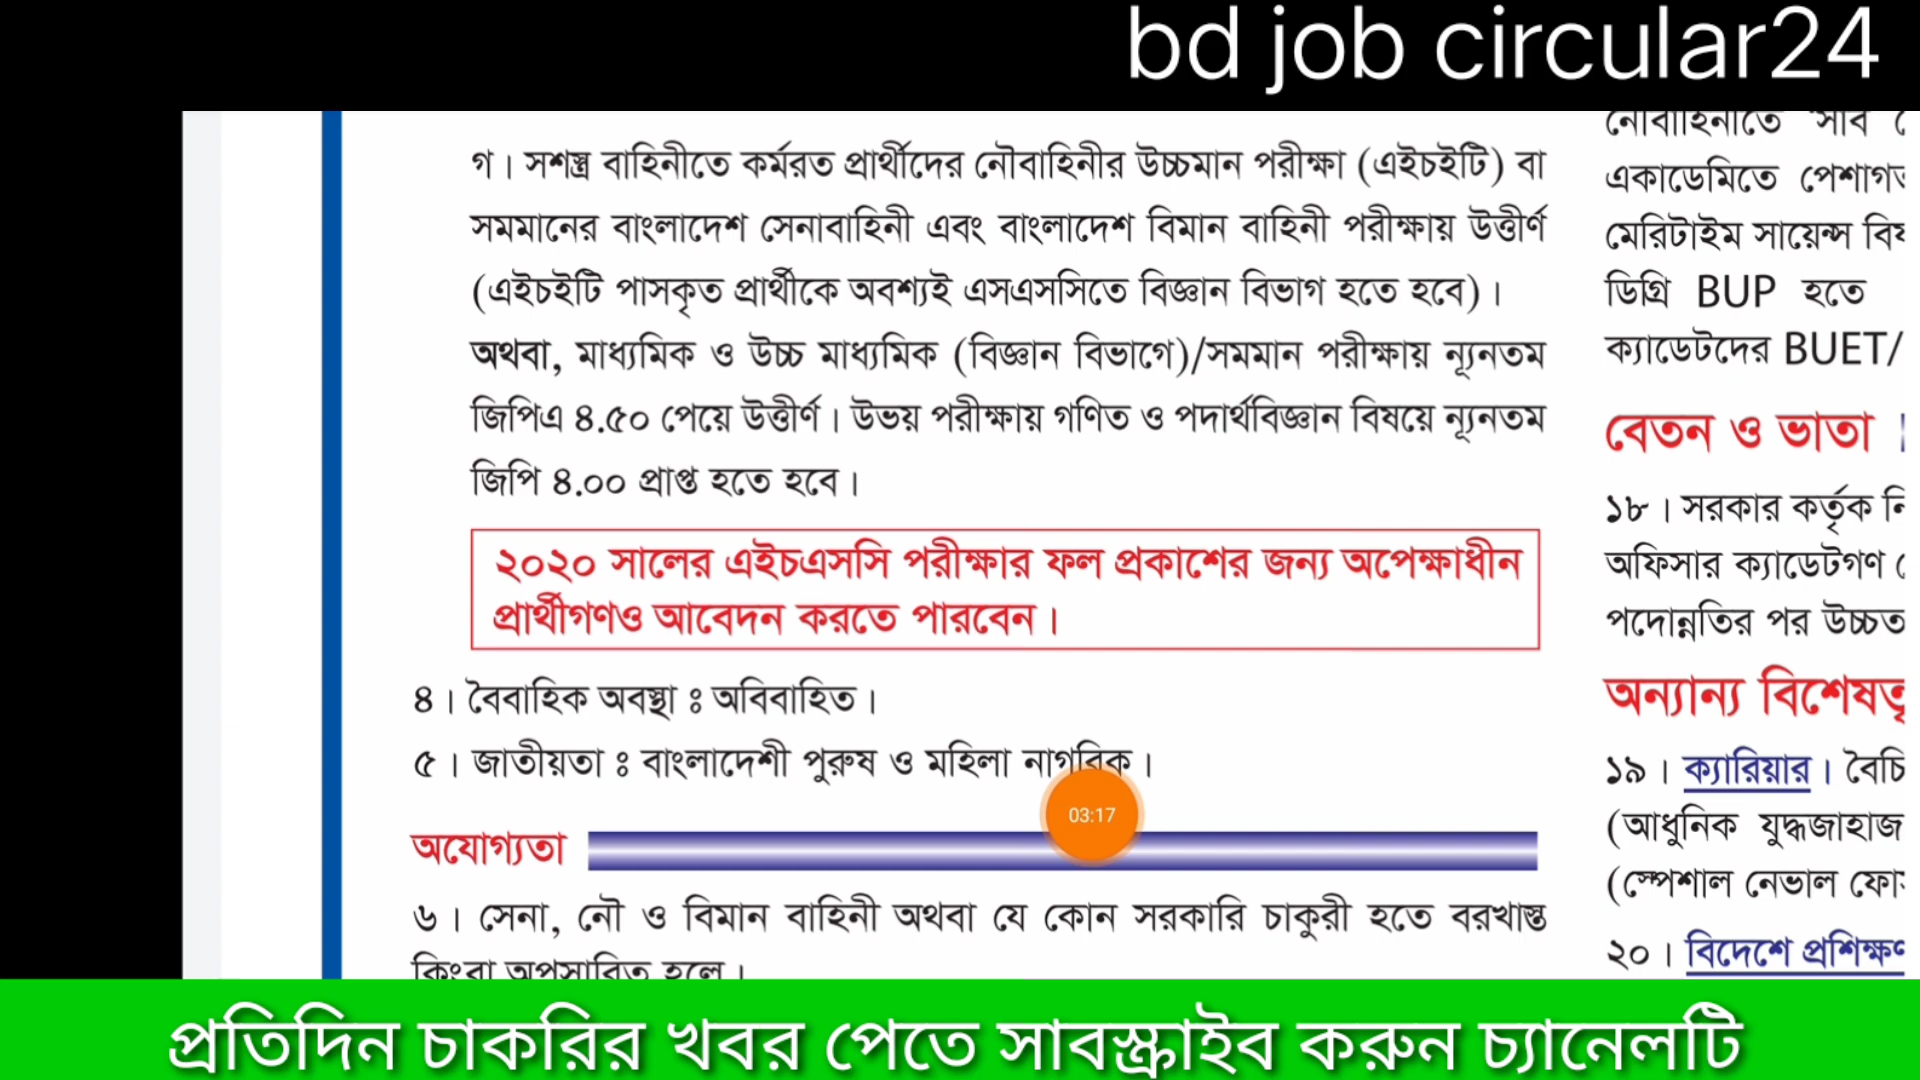 bd job circular24
গ। সশস্ত্র বাহিনীতে কর্মরত প্রার্থীদের নৌবাহিনীর উচ্চমান পরীক্ষা (এইচইটি) বা
সমমানের বাংলাদেশ সেনাবাহিনী এবং বাংলাদেশ বিমান বাহিনী পরীক্ষায় উত্তীর্ণ
(এইচইটি পাসকৃত প্রার্থীকে অবশ্যই এসএসসিতে বিজ্ঞান বিভাগ হতে হবে)।
অথবা, মাধ্যমিক ও উচ্চ মাধ্যমিক (বিজ্ঞান বিভাগে)/সমমান পরীক্ষায় ন্যূনতম
জিপিএ ৪.৫০ পেয়ে উত্তীর্ণ। উভয় পরীক্ষায় গণিত ও পদার্থবিজ্ঞান বিষয়ে ন্যূনতম
জিপি ৪.০০ প্রাপ্ত হতে হবে।
২০২০ সালের এইচএসসি পরীক্ষার ফল প্রকাশের জন্য অপেক্ষাধীন
প্রার্থীগণও আবেদন করতে পারবেন।
৪। বৈবাহিক অবস্থা ঃ অবিবাহিত।
৫। জাতীয়তা ঃ বাংলাদেশী পুরুষ ও মহিলা নাগরিক।
03:17
অযোগ্যতা
৬। সেনা, নৌ ও বিমান বাহিনী অথবা যে কোন সরকারি চাকুরী হতে বরখাস্ত
কিংবা অপসারিত হলে।
নৌবাহিনীতে 'সাব
একাডেমিতে
মেরিটাইম সায়েন্স
ডিগ্রি BUP হতে
ক্যাডেটদের BUET/
বেতন ও ভাতা
১৮। সরকার কর্তৃক
অফিসার ক্যাডেটগণ
পদোন্নতির পর
অন্যান্য
১৯। ক্যারিয়ার।
(আধুনিক যুদ্ধজাহাজ
(স্পেশাল নেভাল
২০। বিদেশে
প্রতিদিন চাকরির খবর পেতে সাবস্ক্রাইব করুন চ্যানেলটি